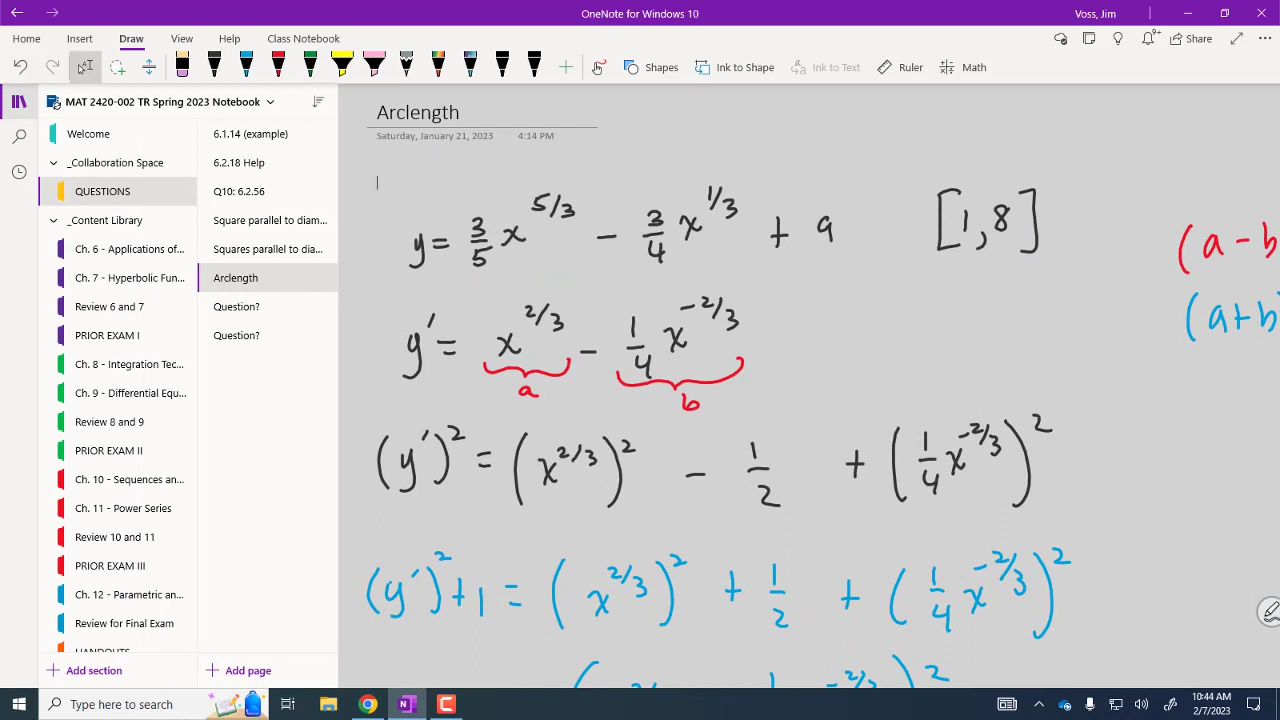 OneNote for Windows 10
Voss, Jim
Home Insert Draw View Help Class Notebook
Share
Shapes Ink to Shape Ink to Text Ruler Math
MAT 2420-002 TR Spring 2023 Notebook
Welcome
_Collaboration Space
QUESTIONS
_Content Library
Ch. 6 - Applications of...
Ch. 7 - Hyperbolic Fun...
Review 6 and 7
PRIOR EXAM I
Ch. 8 - Integration Tec...
Ch. 9 - Differential Equ...
Review 8 and 9
PRIOR EXAM II
Ch. 10 - Sequences an...
Ch. 11 - Power Series
Review 10 and 11
PRIOR EXAM III
Ch. 12 - Parametric an...
Review for Final Exam
HANDOUTS
Add section
6.1.14 (example)
6.2.18 Help
Q10: 6.2.56
Square parallel to diam...
Squares parallel to diam...
Arclength
Question?
Question?
Add page
Arclength
Saturday, January 21, 2023 4:14 PM
y = 3/5 x^(5/3) - 3/4 x^(1/3) + 9 [1,8]
(a - b
(a+b)
y' = x^(2/3) - 1/4 x^(-2/3)
a b
(y')^2 = (x^(2/3))^2 - 1/2 + (1/4 x^(-2/3))^2
(y')^2 + 1 = (x^(2/3))^2 + 1/2 + (1/4 x^(-2/3))^2
Type here to search
10:44 AM
2/7/2023